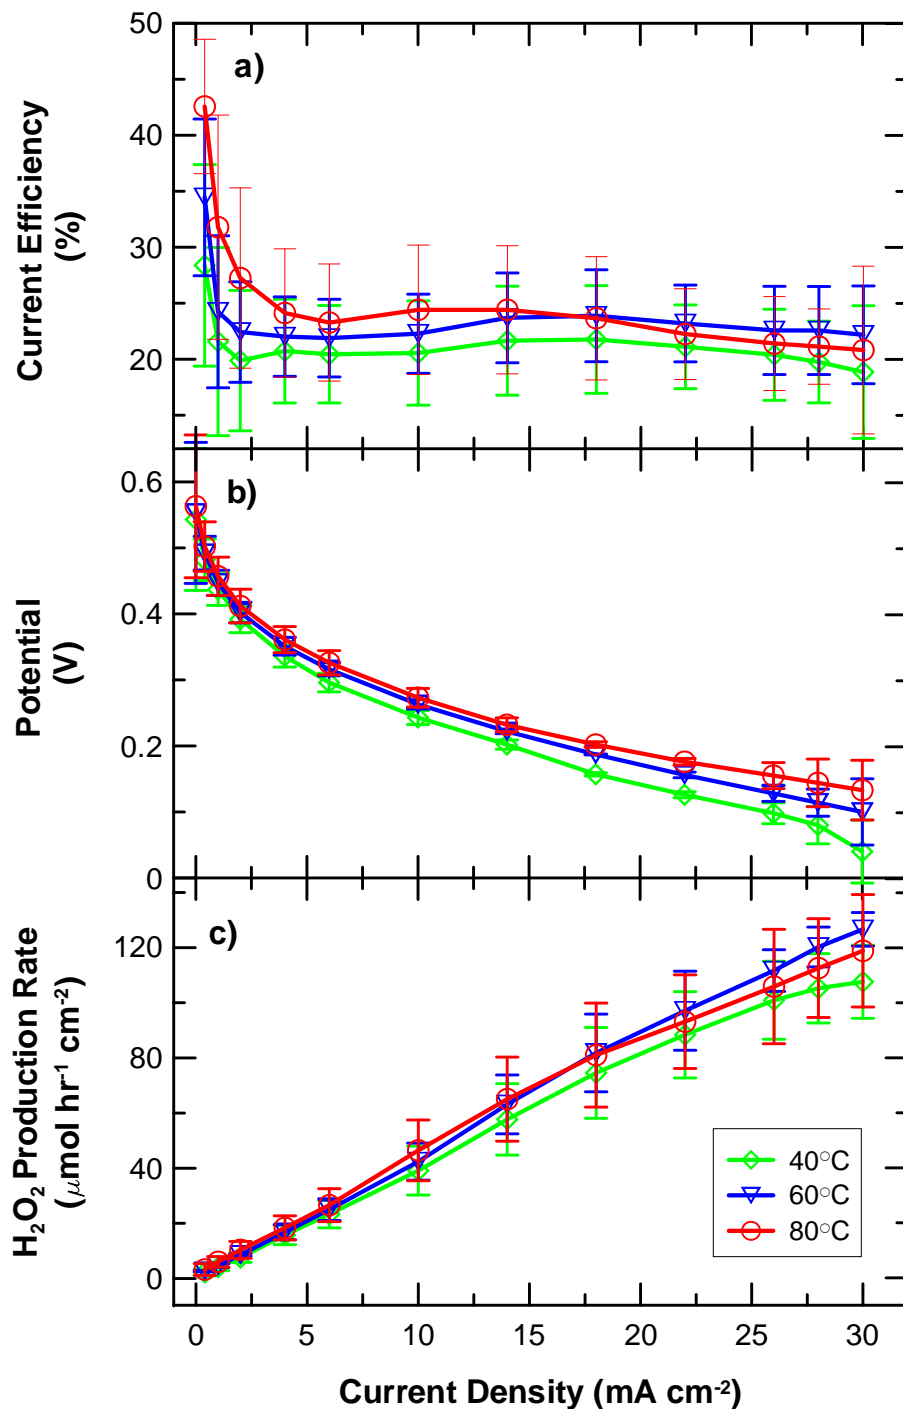 50
a)
40
30
20
Current Efficiency
(%)
b)
0.6
0.4
0.2
0
Potential
(V)
c)
120
80
40
0
H₂O₂ Production Rate
(μmol hr⁻¹ cm⁻²)
40°C
60°C
80°C
0 5 10 15 20 25 30
Current Density (mA cm⁻²)